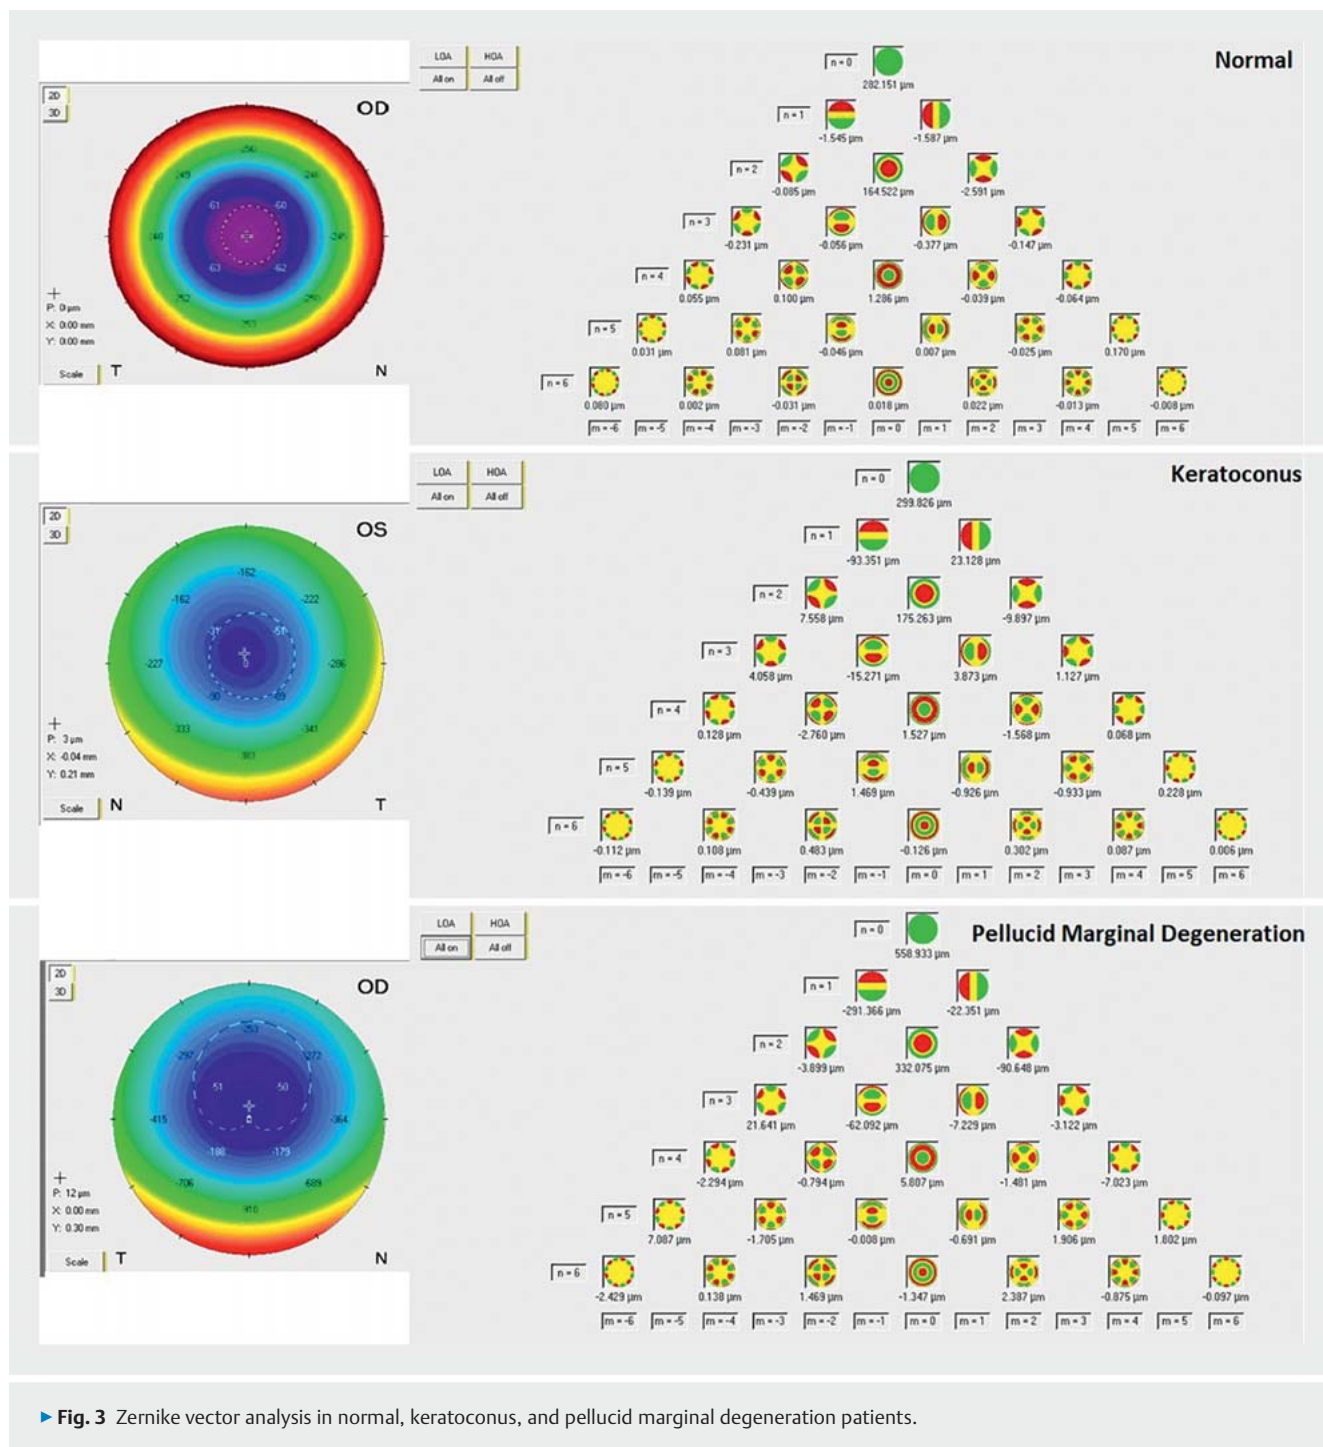 LOA HOA
All on All off
n = 0
Normal
282.151 µm
2D
3D
OD
n = 1
-1.545 µm -1.587 µm
n = 2
-0.085 µm 164.522 µm -2.591 µm
n = 3
-0.231 µm -0.056 µm -0.377 µm -0.147 µm
n = 4
0.055 µm 0.100 µm 1.286 µm -0.039 µm -0.064 µm
n = 5
0.031 µm 0.081 µm -0.046 µm 0.007 µm -0.025 µm 0.170 µm
n = 6
0.080 µm 0.002 µm -0.031 µm 0.018 µm 0.022 µm -0.013 µm -0.008 µm
m = -6 m = -5 m = -4 m = -3 m = -2 m = -1 m = 0 m = 1 m = 2 m = 3 m = 4 m = 5 m = 6
-61 -60
-63 -62
P: 0 µm
X: 0.00 mm
Y: 0.00 mm
Scale T N
LOA HOA
All on All off
n = 0
Keratoconus
299.826 µm
2D
3D
OS
n = 1
-93.351 µm 23.128 µm
n = 2
7.558 µm 175.263 µm -9.897 µm
n = 3
4.058 µm -15.271 µm 3.873 µm 1.127 µm
n = 4
0.128 µm -2.760 µm 1.527 µm -1.568 µm 0.068 µm
n = 5
-0.139 µm -0.439 µm 1.469 µm -0.926 µm -0.933 µm 0.228 µm
n = 6
-0.112 µm 0.108 µm 0.483 µm -0.126 µm 0.302 µm 0.087 µm 0.006 µm
m = -6 m = -5 m = -4 m = -3 m = -2 m = -1 m = 0 m = 1 m = 2 m = 3 m = 4 m = 5 m = 6
-162
-162 -222
-227 -286
-333 -341
P: 3 µm
X: -0.04 mm
Y: 0.21 mm
Scale N T
LOA HOA
All on All off
n = 0
Pellucid Marginal Degeneration
558.933 µm
2D
3D
OD
n = 1
-291.366 µm -22.351 µm
n = 2
-3.899 µm 332.075 µm -90.648 µm
n = 3
21.641 µm -62.092 µm -7.229 µm -3.122 µm
n = 4
-2.294 µm -0.794 µm 5.807 µm -1.481 µm -7.023 µm
n = 5
7.087 µm -1.705 µm -0.008 µm -0.691 µm 1.906 µm 1.802 µm
n = 6
-2.429 µm 0.138 µm 1.469 µm -1.347 µm 2.387 µm -0.875 µm -0.097 µm
m = -6 m = -5 m = -4 m = -3 m = -2 m = -1 m = 0 m = 1 m = 2 m = 3 m = 4 m = 5 m = 6
-297 -272
51 -50
-415 -364
-188 -179
-706 689
P: 12 µm
X: 0.00 mm
Y: 0.30 mm
Scale T N
▸ Fig. 3 Zernike vector analysis in normal, keratoconus, and pellucid marginal degeneration patients.